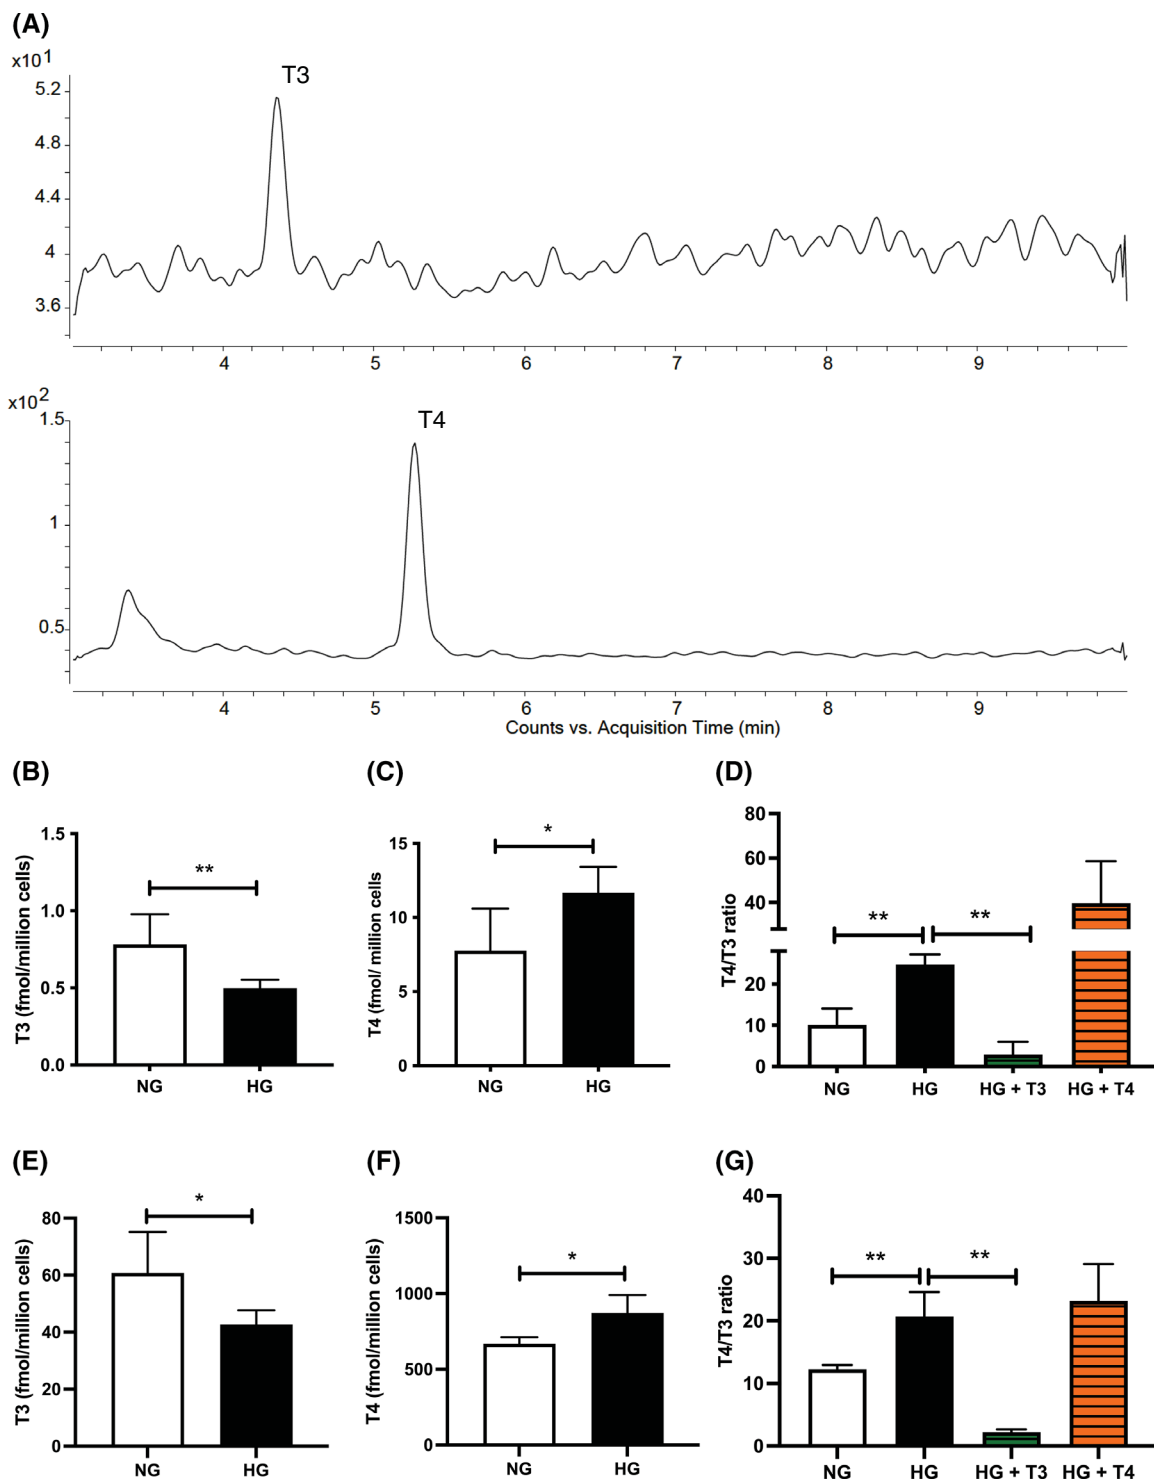 (A)
x10¹
T3
5.2
4.8
4.4
4
3.6
4 5 6 7 8 9
x10²
T4
1.5
1
0.5
4 5 6 7 8 9
Counts vs. Acquisition Time (min)
(B)
T3 (fmol/million cells)
1.5
1.0
0.5
0.0
**
NG HG
(C)
T4 (fmol/ million cells
15
10
5
0
*
NG HG
(D)
T4/T3 ratio
80
60
40
20
10
0
** **
NG HG HG + T3 HG + T4
(E)
T3 (fmol/million cells)
80
60
40
20
0
*
NG HG
(F)
T4 (fmol/million cells)
1500
1000
500
0
*
NG HG
(G)
T4/T3 ratio
40
30
20
10
0
** **
NG HG HG + T3 HG + T4